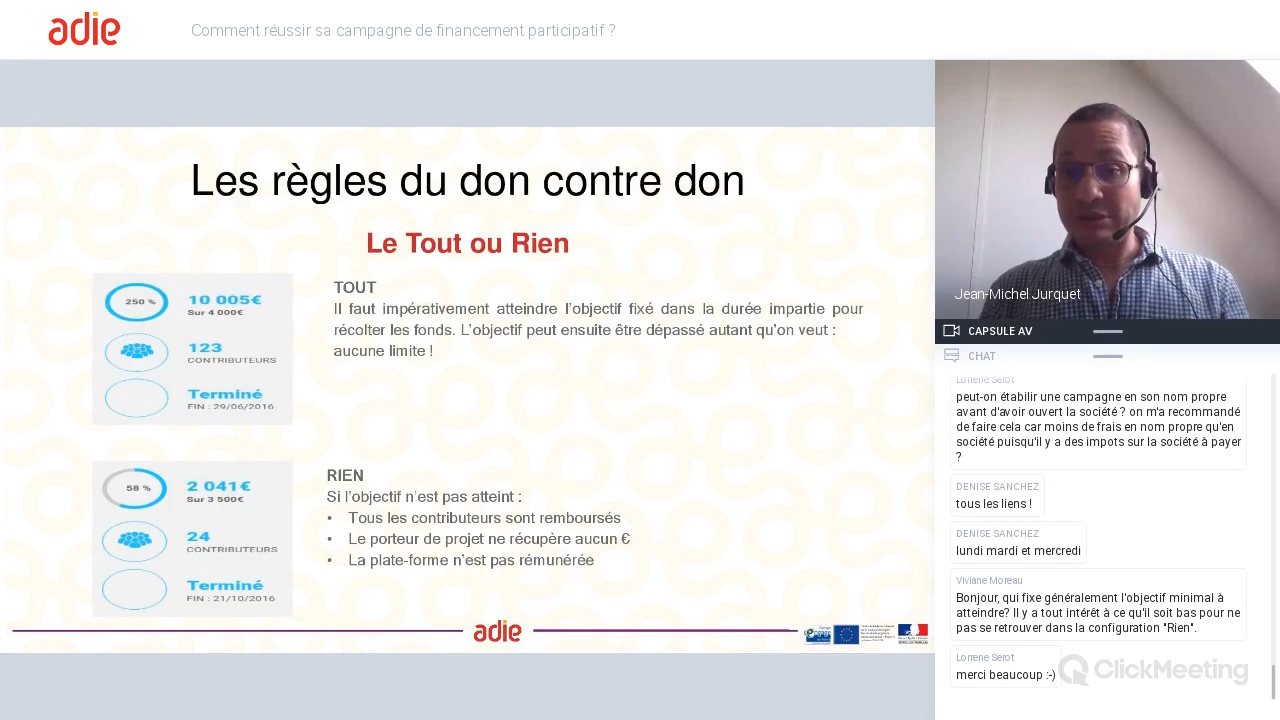 adie
Comment réussir sa campagne de financement participatif ?
Les règles du don contre don
Le Tout ou Rien
250 %
10 005€
Sur 4 000€
123
CONTRIBUTEURS
Terminé
FIN : 29/06/2016
TOUT
Il faut impérativement atteindre l’objectif fixé dans la durée impartie pour
récolter les fonds. L’objectif peut ensuite être dépassé autant qu’on veut :
aucune limite !
58 %
2 041€
Sur 3 500€
24
CONTRIBUTEURS
Terminé
FIN : 21/10/2016
RIEN
Si l’objectif n’est pas atteint :
• Tous les contributeurs sont remboursés
• Le porteur de projet ne récupère aucun €
• La plate-forme n’est pas rémunérée
adie
Jean-Michel Jurquet
CAPSULE AV
CHAT
Lorrene Serot
peut-on étabilir une campagne en son nom propre
avant d'avoir ouvert la société ? on m'a recommandé
de faire cela car moins de frais en nom propre qu'en
société puisqu'il y a des impots sur la société à payer
?
DENISE SANCHEZ
tous les liens !
DENISE SANCHEZ
lundi mardi et mercredi
Viviane Moreau
Bonjour, qui fixe généralement l'objectif minimal à
atteindre? Il y a tout intérêt à ce qu'il soit bas pour ne
pas se retrouver dans la configuration "Rien".
Lorrene Serot
merci beaucoup :-)
ClickMeeting